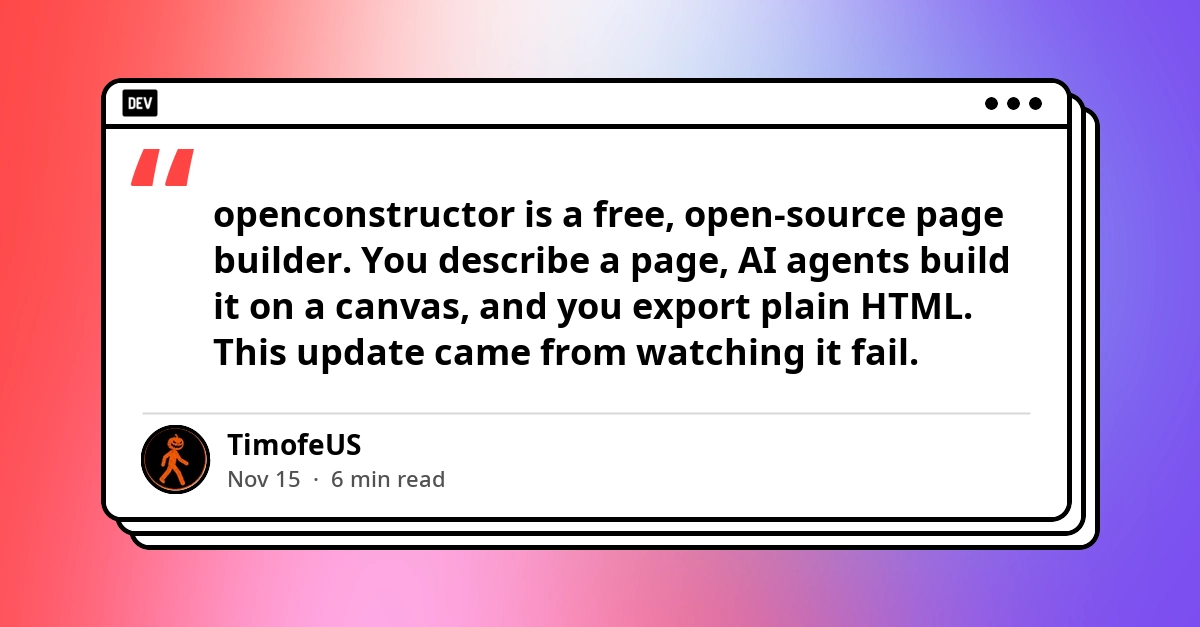 DEV
“
openconstructor is a free, open-source page
builder. You describe a page, AI agents build
it on a canvas, and you export plain HTML.
This update came from watching it fail.
TimofeUS
Nov 15 · 6 min read